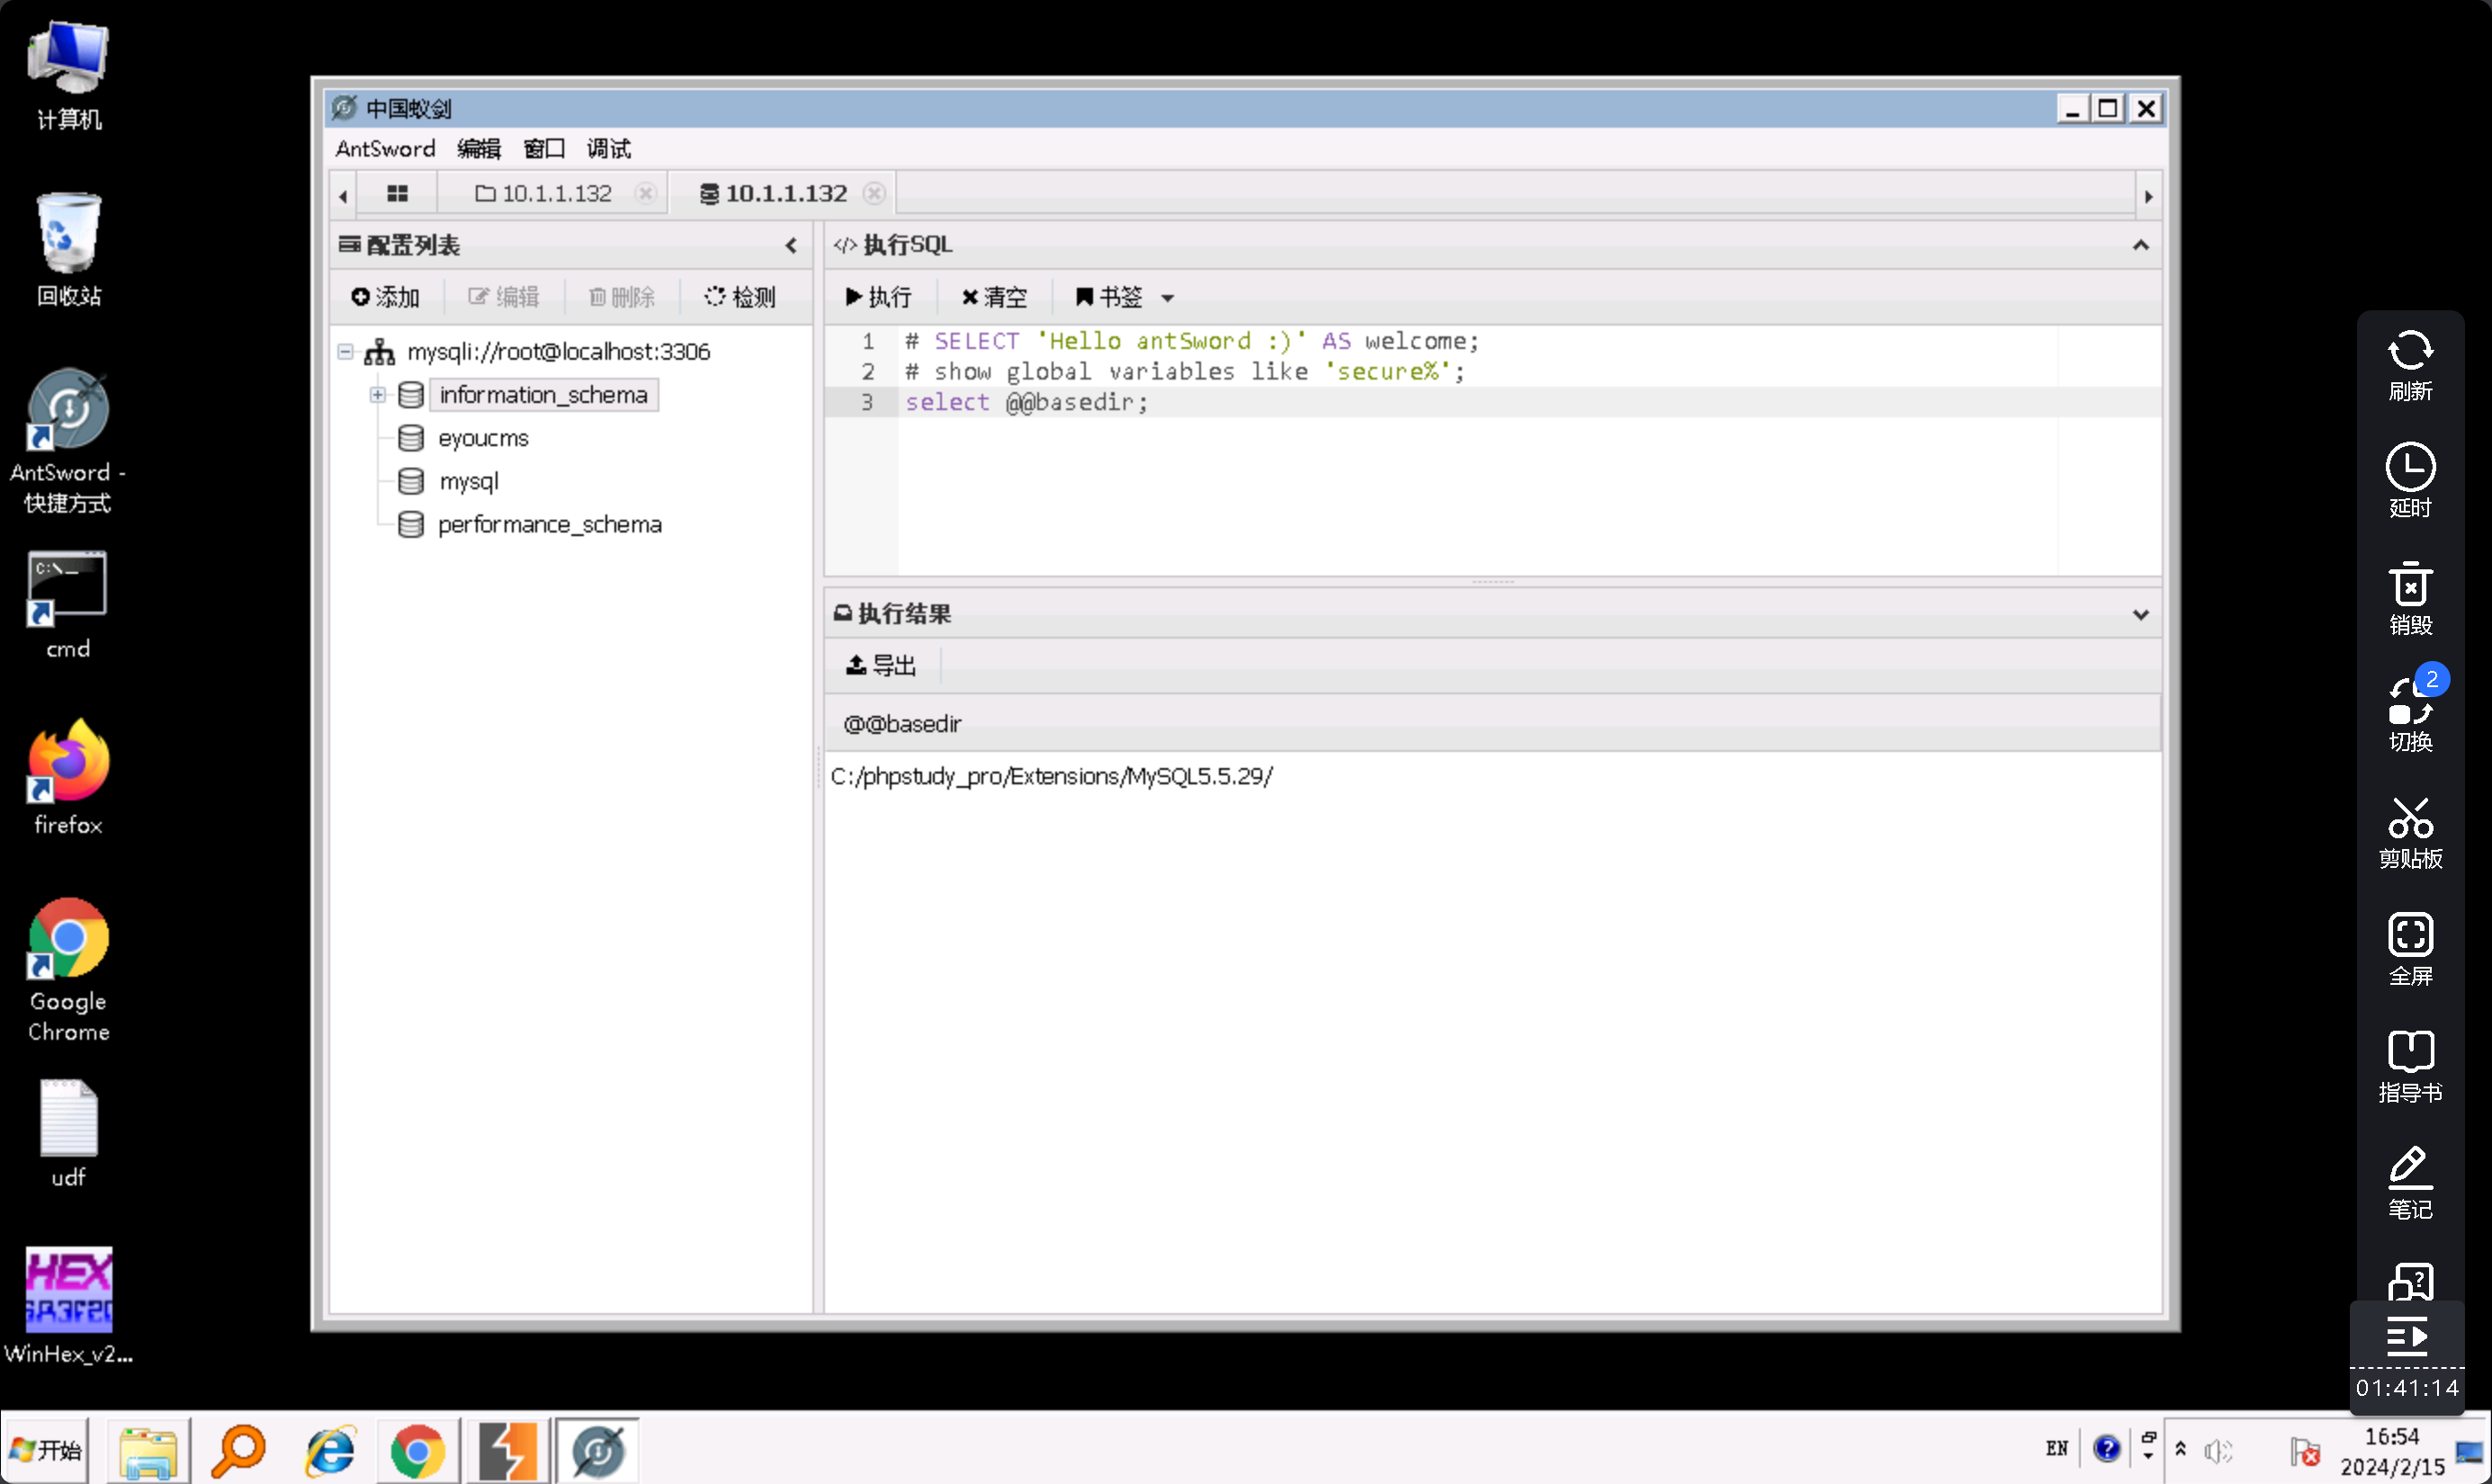 计算机
回收站
AntSword -
快捷方式
C:\_
cmd
firefox
Google
Chrome
udf
HEX
WinHex_v2...
中国蚁剑
AntSword 编辑 窗口 调试
10.1.1.132 10.1.1.132
配置列表
添加 编辑 删除 检测
mysqli://root@localhost:3306
information_schema
eyoucms
mysql
performance_schema
执行SQL
执行 清空 书签
1 # SELECT 'Hello antSword :)' AS welcome;
2 # show global variables like 'secure%';
3 select @@basedir;
执行结果
导出
@@basedir
C:/phpstudy_pro/Extensions/MySQL5.5.29/
刷新
延时
销毁
2
切换
剪贴板
全屏
指导书
笔记
01:41:14
开始
EN
16:54
2024/2/15